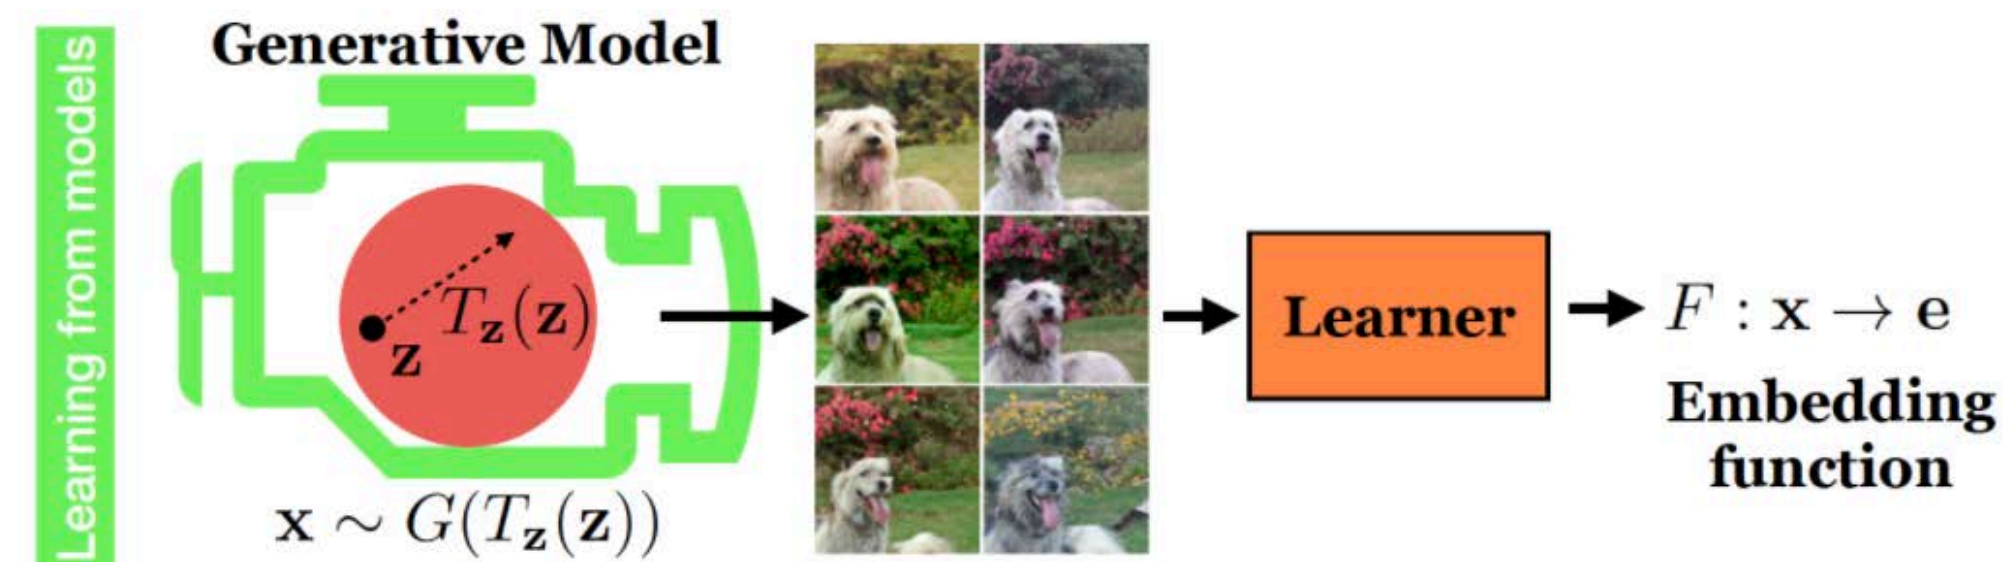 Learning from models
Generative Model
T_z(z)
z
x ∼ G(T_z(z))
Learner
F : x → e
Embedding
function